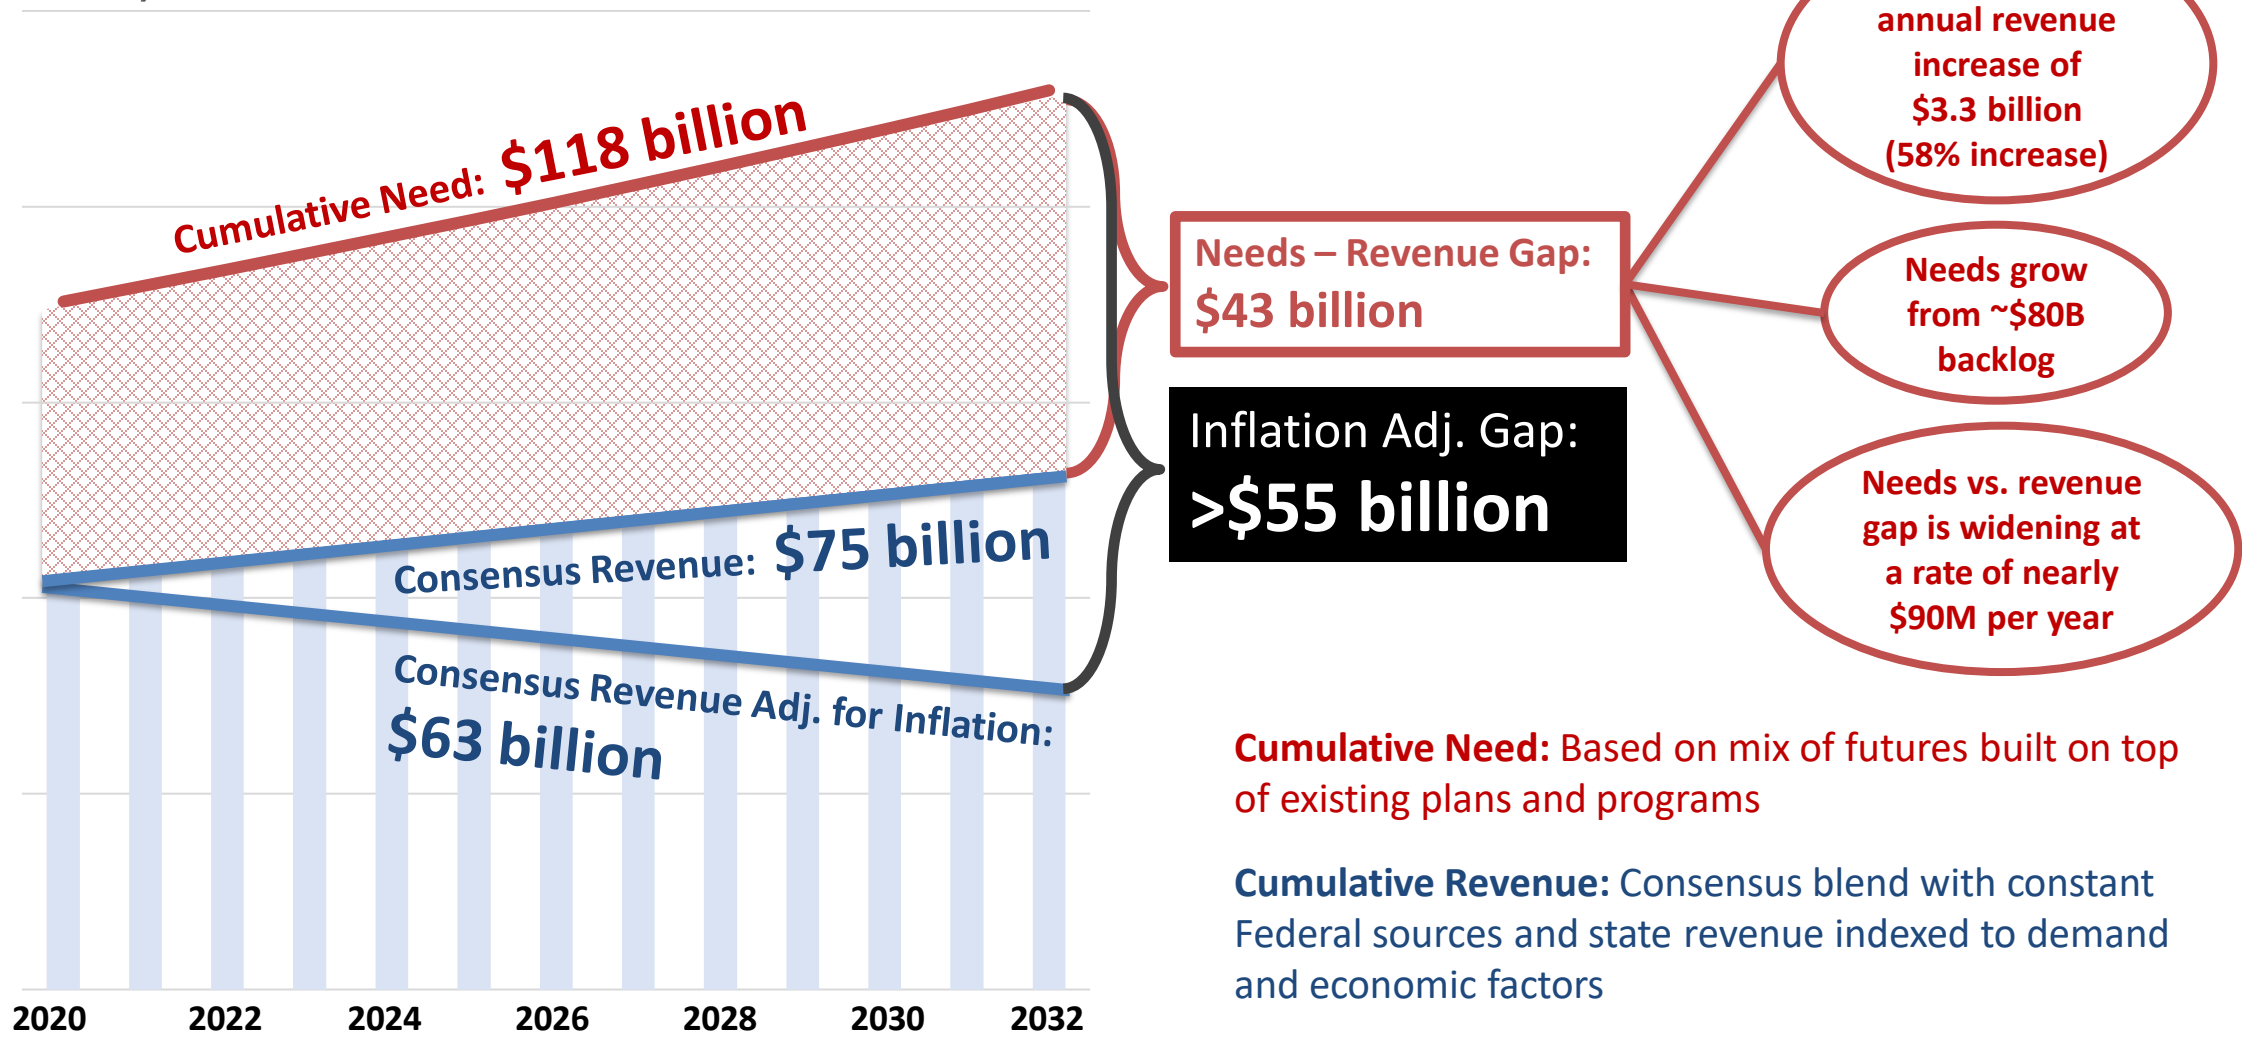 Cumulative Need: $118 billion
Consensus Revenue: $75 billion
Consensus Revenue Adj. for Inflation:
$63 billion
2020 2022 2024 2026 2028 2030 2032
Needs – Revenue Gap:
$43 billion
Inflation Adj. Gap:
>$55 billion
annual revenue
increase of
$3.3 billion
(58% increase)
Needs grow
from ~$80B
backlog
Needs vs. revenue
gap is widening at
a rate of nearly
$90M per year
Cumulative Need: Based on mix of futures built on top
of existing plans and programs
Cumulative Revenue: Consensus blend with constant
Federal sources and state revenue indexed to demand
and economic factors